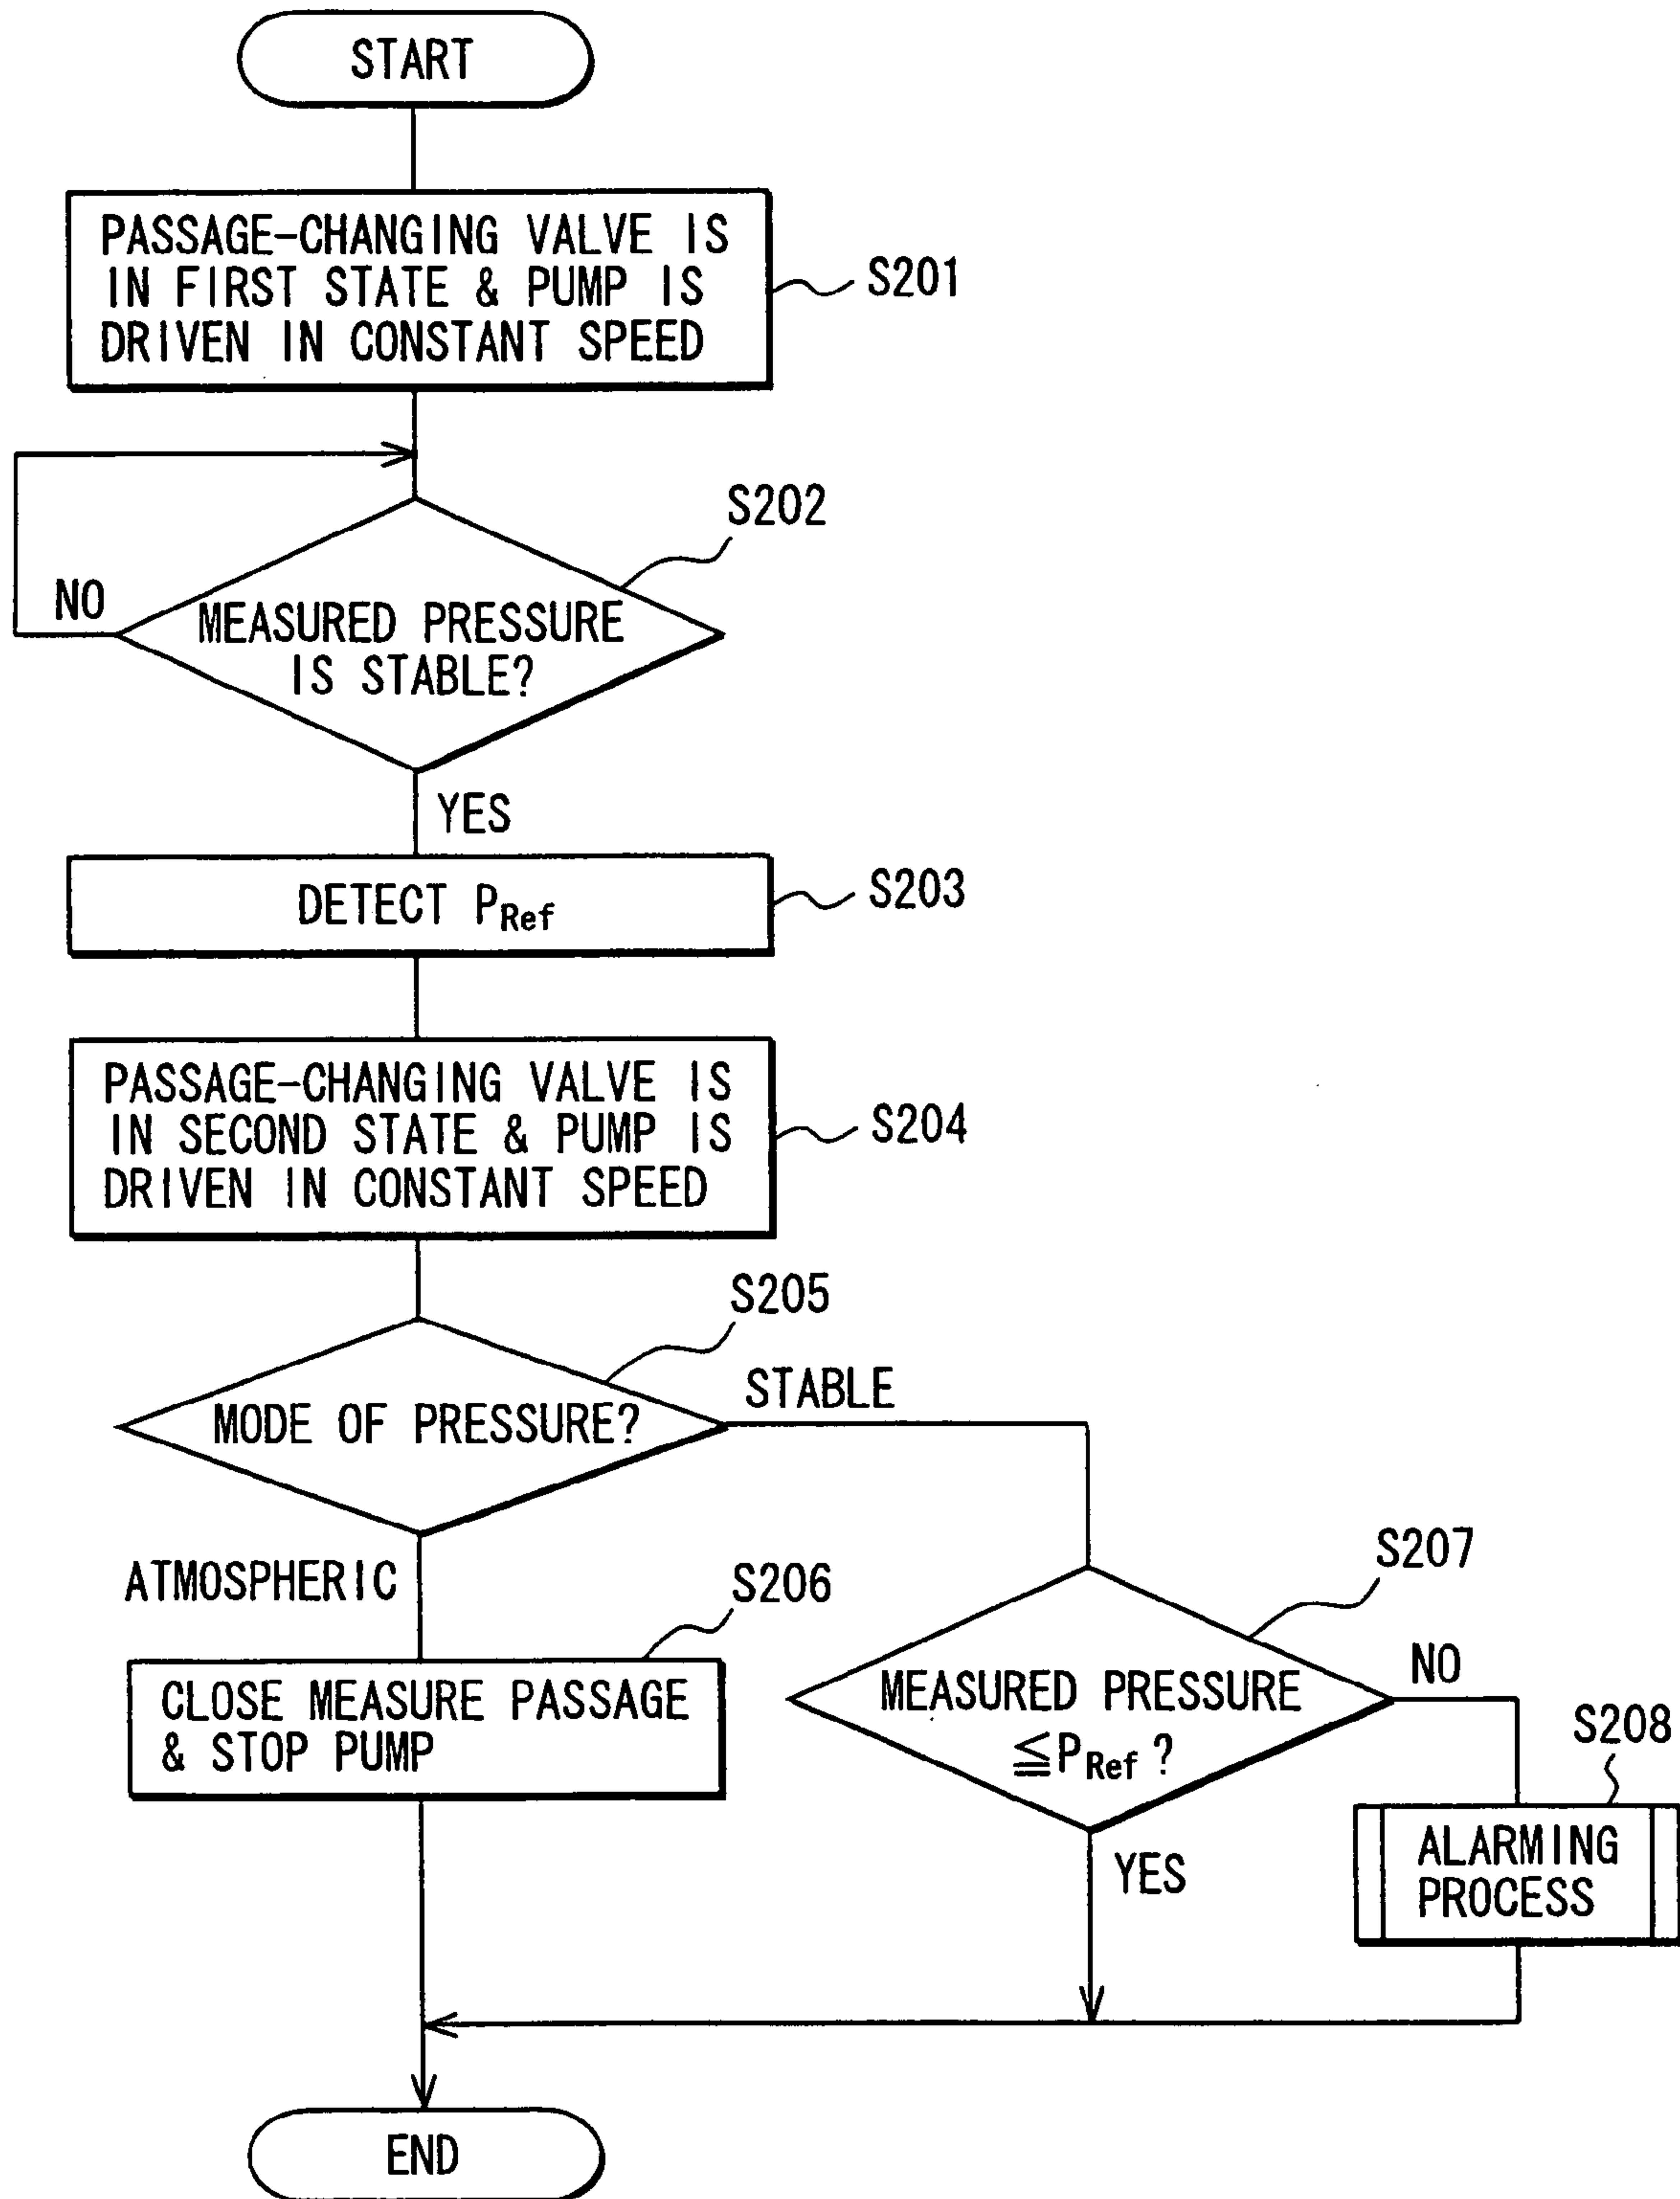 START
PASSAGE-CHANGING VALVE IS
IN FIRST STATE & PUMP IS
DRIVEN IN CONSTANT SPEED
S201
S202
NO
MEASURED PRESSURE
IS STABLE?
YES
DETECT PRef
S203
PASSAGE-CHANGING VALVE IS
IN SECOND STATE & PUMP IS
DRIVEN IN CONSTANT SPEED
S204
S205
MODE OF PRESSURE?
STABLE
ATMOSPHERIC
S206
CLOSE MEASURE PASSAGE
& STOP PUMP
S207
MEASURED PRESSURE
≦PRef ?
NO
YES
S208
ALARMING
PROCESS
END